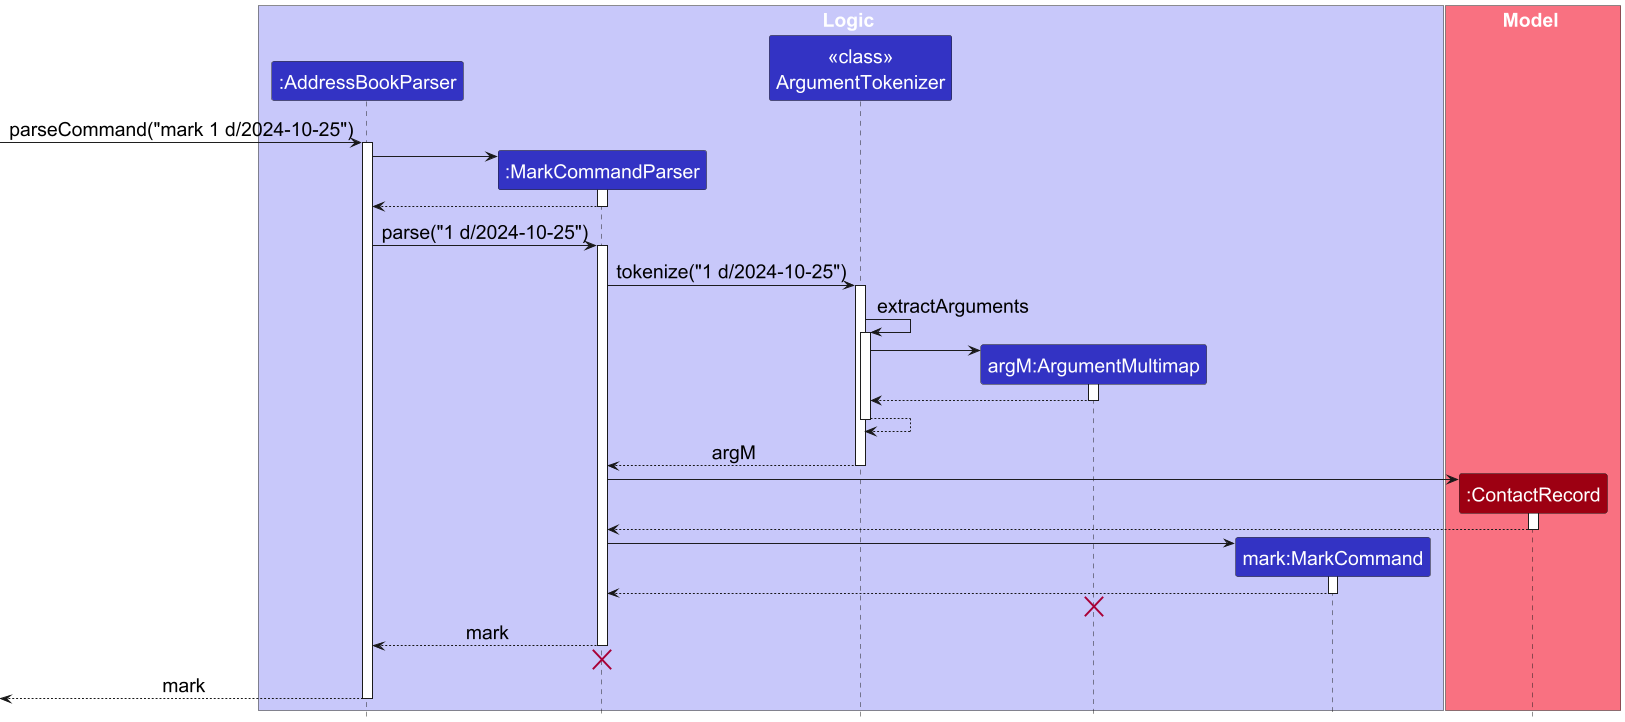 Logic
Model
«class»
ArgumentTokenizer
:AddressBookParser
parseCommand("mark 1 d/2024-10-25")
:MarkCommandParser
parse("1 d/2024-10-25")
tokenize("1 d/2024-10-25")
extractArguments
argM:ArgumentMultimap
argM
:ContactRecord
mark:MarkCommand
mark
mark